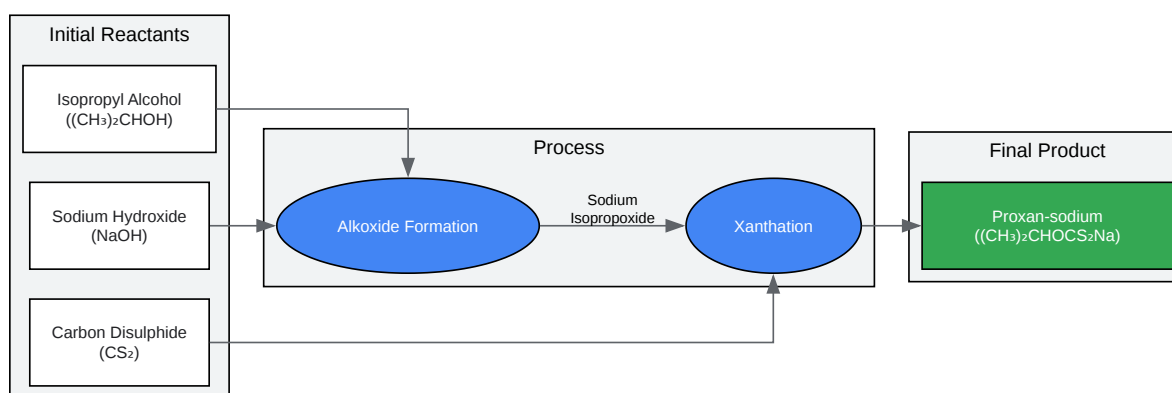 Initial Reactants
Isopropyl Alcohol
((CH₃)₂CHOH)
Sodium Hydroxide
(NaOH)
Carbon Disulphide
(CS₂)
Process
Alkoxide Formation
Sodium
Isopropoxide
Xanthation
Final Product
Proxan-sodium
((CH₃)₂CHOCS₂Na)